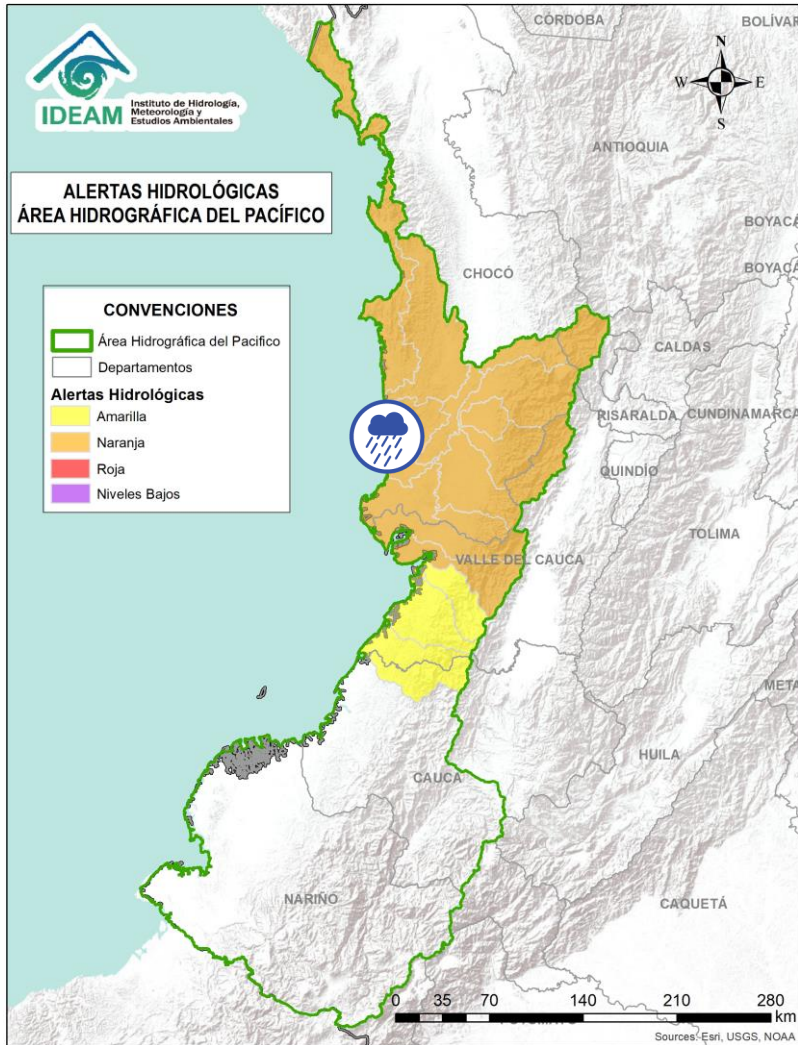 CÓRDOBA
BOLÍVAR
N
W
E
S
IDEAM
Instituto de Hidrología,
Meteorología y
Estudios Ambientales
ANTIOQUIA
ALERTAS HIDROLÓGICAS
ÁREA HIDROGRÁFICA DEL PACÍFICO
BOYACÁ
CHOCÓ
BOYACÁ
CONVENCIONES
Área Hidrográfica del Pacifico
Departamentos
Alertas Hidrológicas
Amarilla
Naranja
Roja
Niveles Bajos
CALDAS
RISARALDA
CUNDINAMARCA
QUINDÍO
TOLIMA
VALLE DEL CAUCA
META
HUILA
CAUCA
NARIÑO
CAQUETÁ
0 35 70 140 210 280
km
Sources: Esri, USGS, NOAA